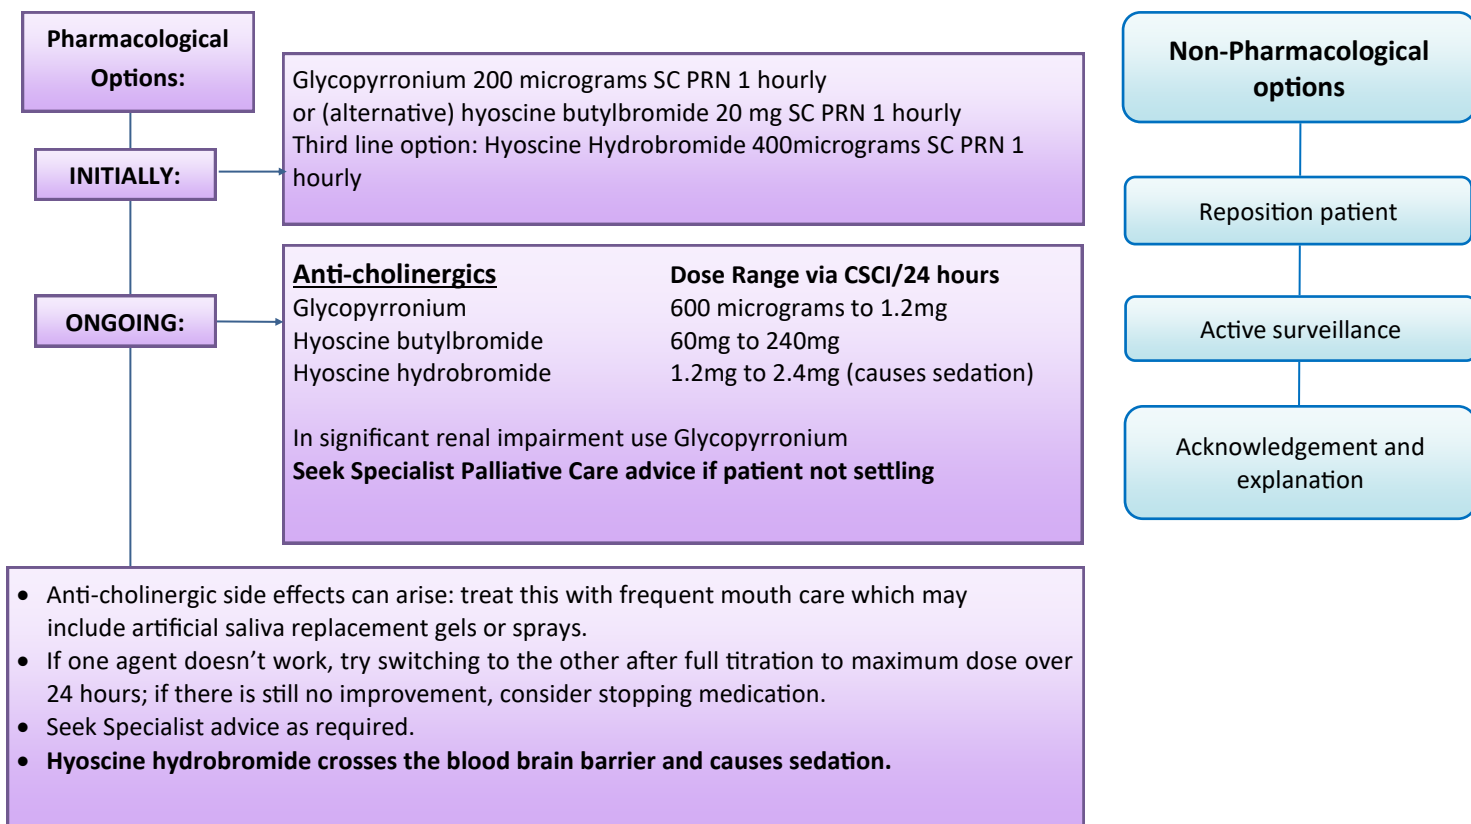 Pharmacological
Options:
INITIALLY:
Glycopyrronium 200 micrograms SC PRN 1 hourly
or (alternative) hyoscine butylbromide 20 mg SC PRN 1 hourly
Third line option: Hyoscine Hydrobromide 400micrograms SC PRN 1
hourly
ONGOING:
Anti-cholinergics Dose Range via CSCI/24 hours
Glycopyrronium 600 micrograms to 1.2mg
Hyoscine butylbromide 60mg to 240mg
Hyoscine hydrobromide 1.2mg to 2.4mg (causes sedation)
In significant renal impairment use Glycopyrronium
Seek Specialist Palliative Care advice if patient not settling
• Anti-cholinergic side effects can arise: treat this with frequent mouth care which may
include artificial saliva replacement gels or sprays.
• If one agent doesn’t work, try switching to the other after full titration to maximum dose over
24 hours; if there is still no improvement, consider stopping medication.
• Seek Specialist advice as required.
• Hyoscine hydrobromide crosses the blood brain barrier and causes sedation.
Non-Pharmacological
options
Reposition patient
Active surveillance
Acknowledgement and
explanation